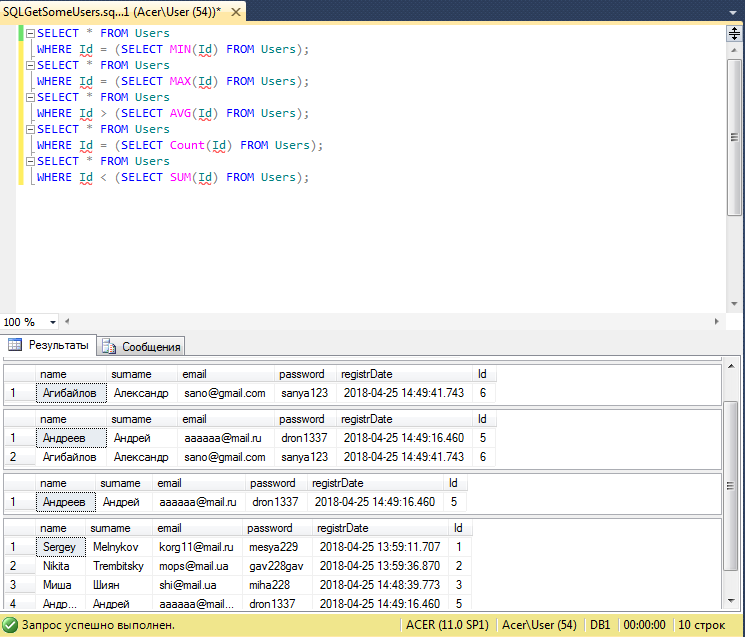 SQLGetSomeUsers.sq...1 (Acer\User (54))* ×
SELECT * FROM Users
WHERE Id = (SELECT MIN(Id) FROM Users);
SELECT * FROM Users
WHERE Id = (SELECT MAX(Id) FROM Users);
SELECT * FROM Users
WHERE Id > (SELECT AVG(Id) FROM Users);
SELECT * FROM Users
WHERE Id = (SELECT Count(Id) FROM Users);
SELECT * FROM Users
WHERE Id < (SELECT SUM(Id) FROM Users);
100 %
Результаты Сообщения
name surname email password registrDate Id
1 Агибайлов Александр sano@gmail.com sanya123 2018-04-25 14:49:41.743 6
name surname email password registrDate Id
1 Андреев Андрей aaaaaa@mail.ru dron1337 2018-04-25 14:49:16.460 5
2 Агибайлов Александр sano@gmail.com sanya123 2018-04-25 14:49:41.743 6
name surname email password registrDate Id
1 Андреев Андрей aaaaaa@mail.ru dron1337 2018-04-25 14:49:16.460 5
name surname email password registrDate Id
1 Sergey Melnykov korg11@mail.ru mesya229 2018-04-25 13:59:11.707 1
2 Nikita Trembitsky mops@mail.ua gav228gav 2018-04-25 13:59:36.870 2
3 Миша Шиян shi@mail.ua miha228 2018-04-25 14:48:39.773 3
4 Андр... Андрей aaaaaa@mail... dron1337 2018-04-25 14:49:16.460 5
Запрос успешно выполнен. ACER (11.0 SP1) Acer\User (54) DB1 00:00:00 10 строк